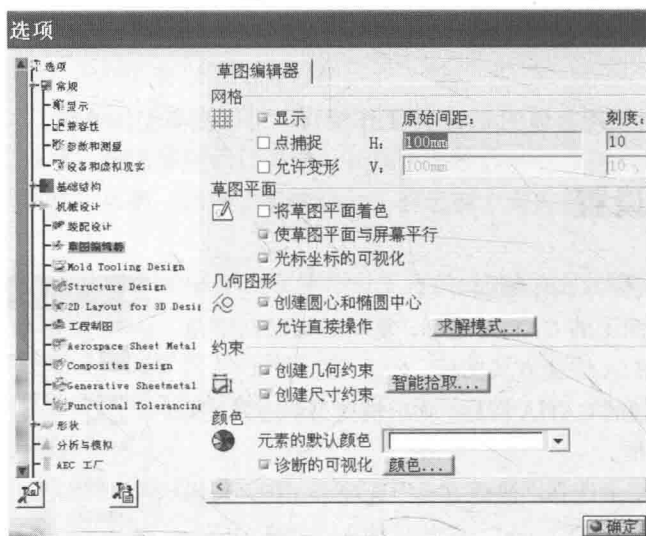 选项
选项
常规
显示
兼容性
参数和测量
设备和虚拟现实
基础结构
机械设计
装配设计
草图编辑器
Mold Tooling Design
Structure Design
2D Layout for 3D Desi
工程制图
Aerospace Sheet Metal
Composites Design
Generative Sheetmetal
Functional Tolerancing
形状
分析与模拟
AEC 工厂
草图编辑器
网格
显示 原始间距: 刻度:
点捕捉 H: 100mm 10
允许变形 V: 100mm 10
草图平面
将草图平面着色
使草图平面与屏幕平行
光标坐标的可视化
几何图形
创建圆心和椭圆中心
允许直接操作 求解模式...
约束
创建几何约束
创建尺寸约束 智能拾取...
颜色
元素的默认颜色
诊断的可视化 颜色...
确定